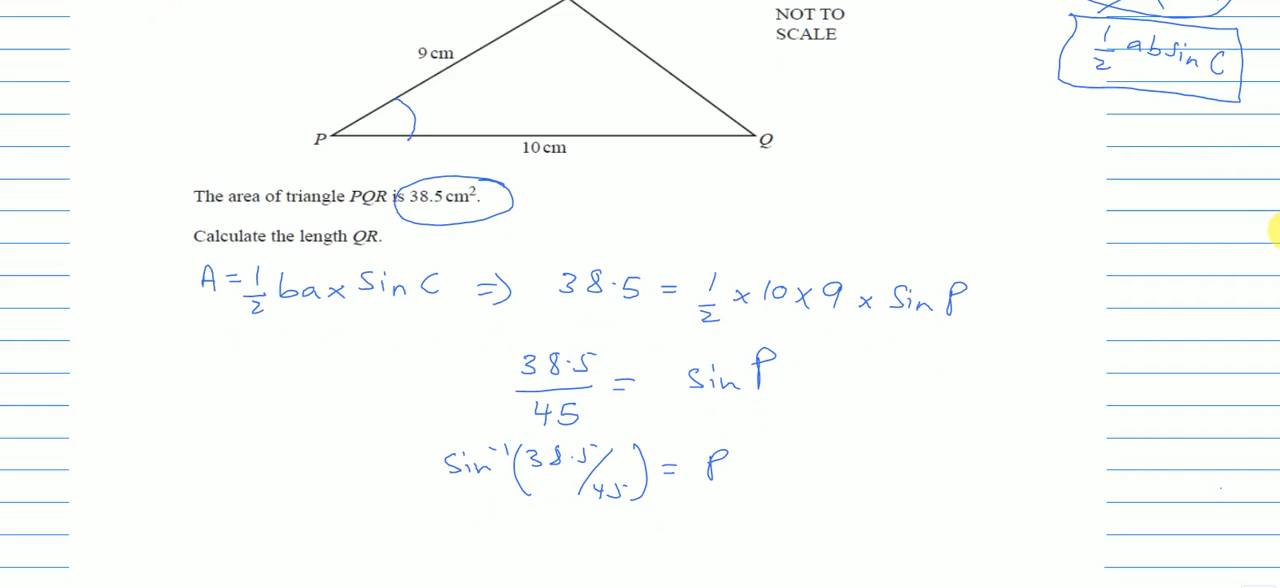 NOT TO
SCALE
1/2 ab sin C
9 cm
P
Q
10 cm
The area of triangle PQR is 38.5 cm².
Calculate the length QR.
A = 1/2 ba × Sin C ⇒ 38.5 = 1/2 × 10 × 9 × Sin P
38.5/45 = sin P
sin⁻¹(38.5/45) = P